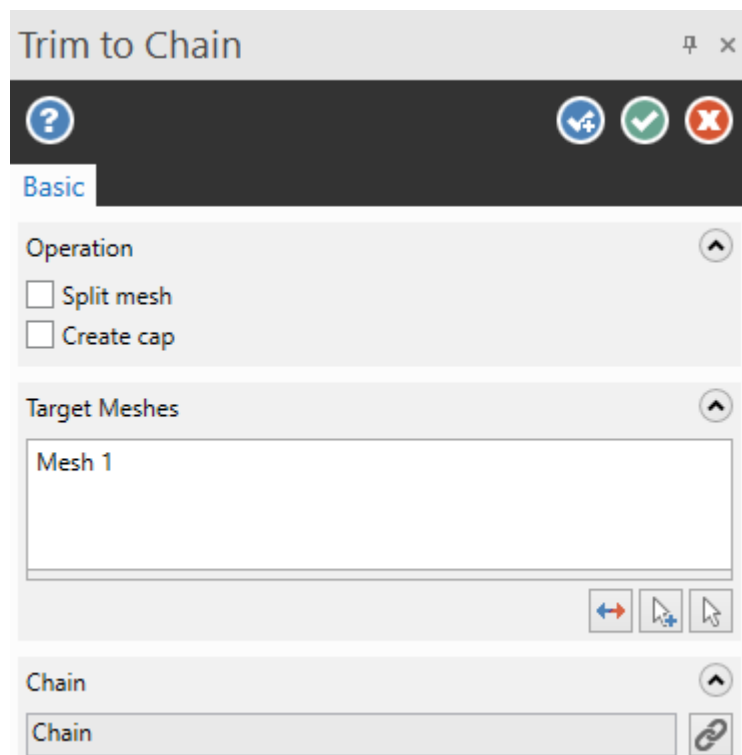 Trim to Chain
Basic
Operation
Split mesh
Create cap
Target Meshes
Mesh 1
Chain
Chain